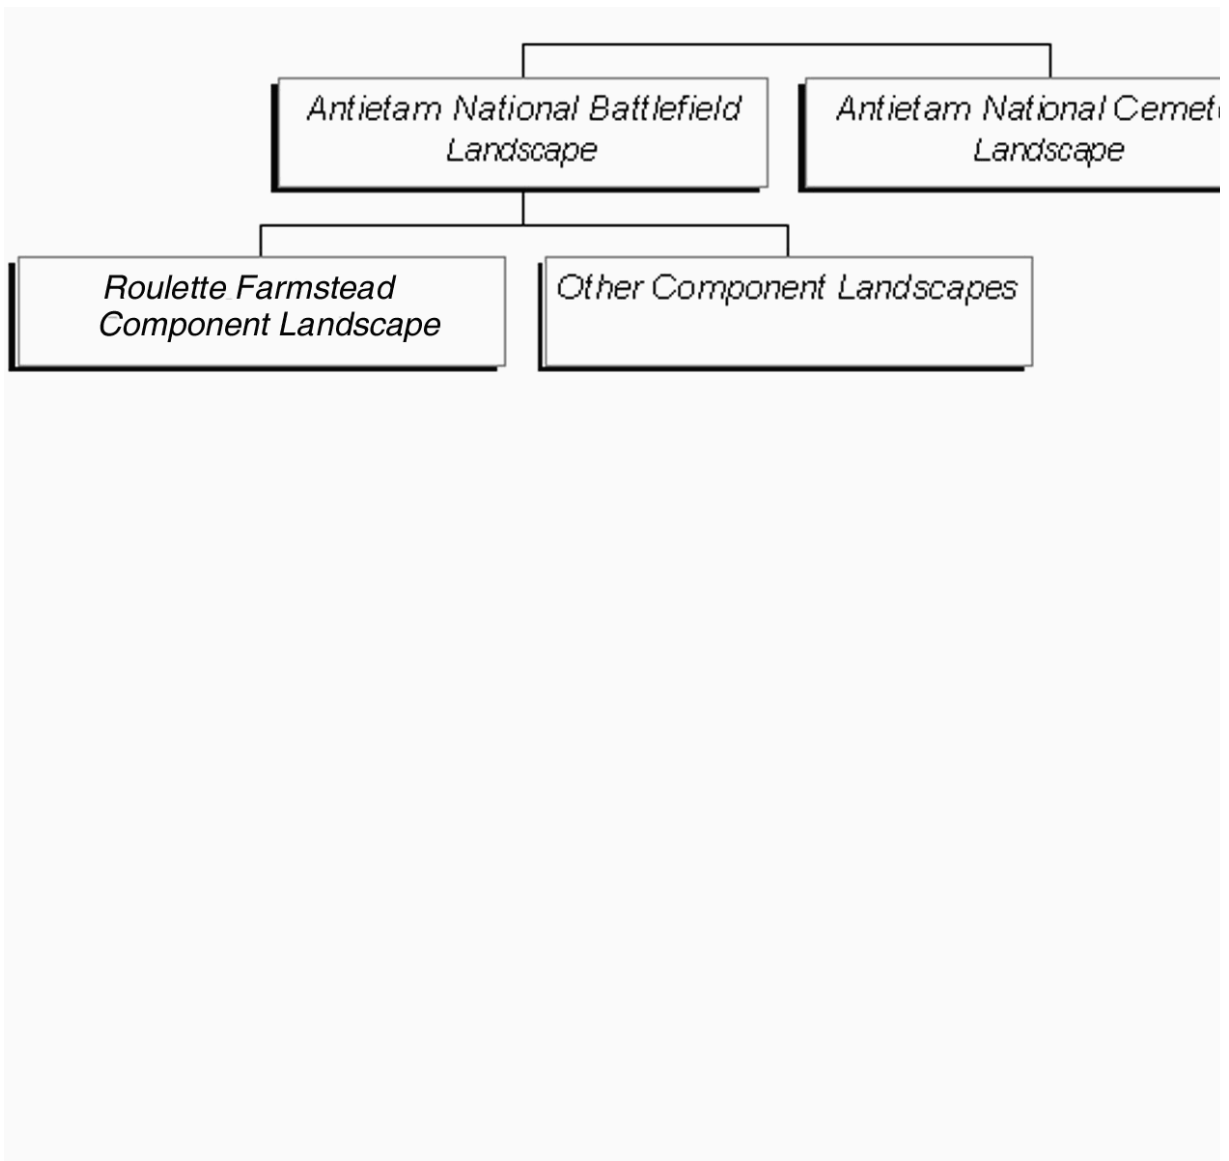 Antietam National Battlefield
Landscape
Antietam National
Landscape
Roulette Farmstead
Component Landscape
Other Component Landscapes